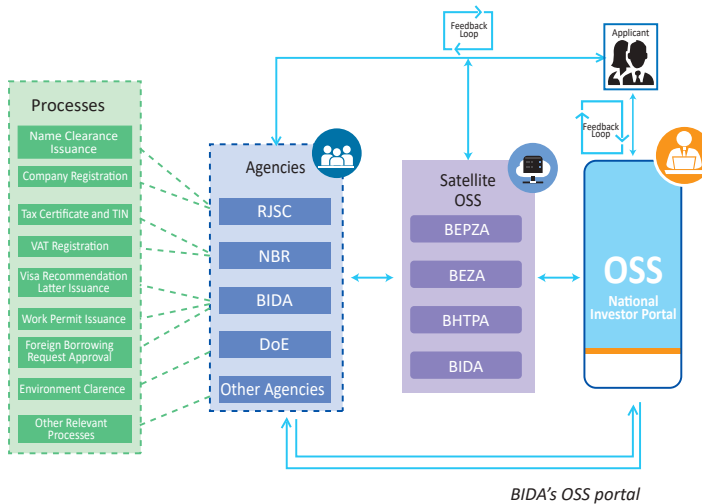 Feedback
Loop
Applicant
Feedback
Loop
Processes
Name Clearance
Issuance
Company Registration
Tax Certificate and TIN
VAT Registration
Visa Recommendation
Latter Issuance
Work Permit Issuance
Foreign Borrowing
Request Approval
Environment Clarence
Other Relevant
Processes
Agencies
RJSC
NBR
BIDA
DoE
Other Agencies
Satellite
OSS
BEPZA
BEZA
BHTPA
BIDA
OSS
National
Investor Portal
BIDA's OSS portal